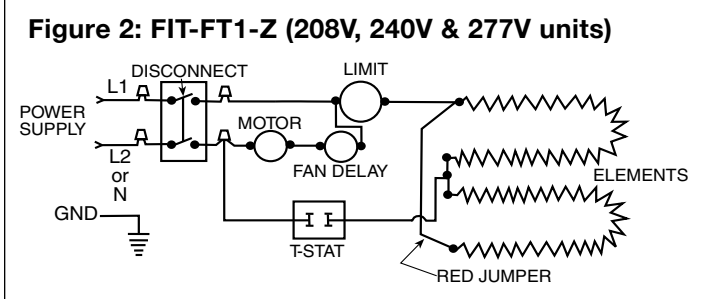 Figure 2: FIT-FT1-Z (208V, 240V & 277V units)
DISCONNECT
LIMIT
L1
POWER
SUPPLY
MOTOR
FAN DELAY
L2
or
N
ELEMENTS
GND
T-STAT
RED JUMPER